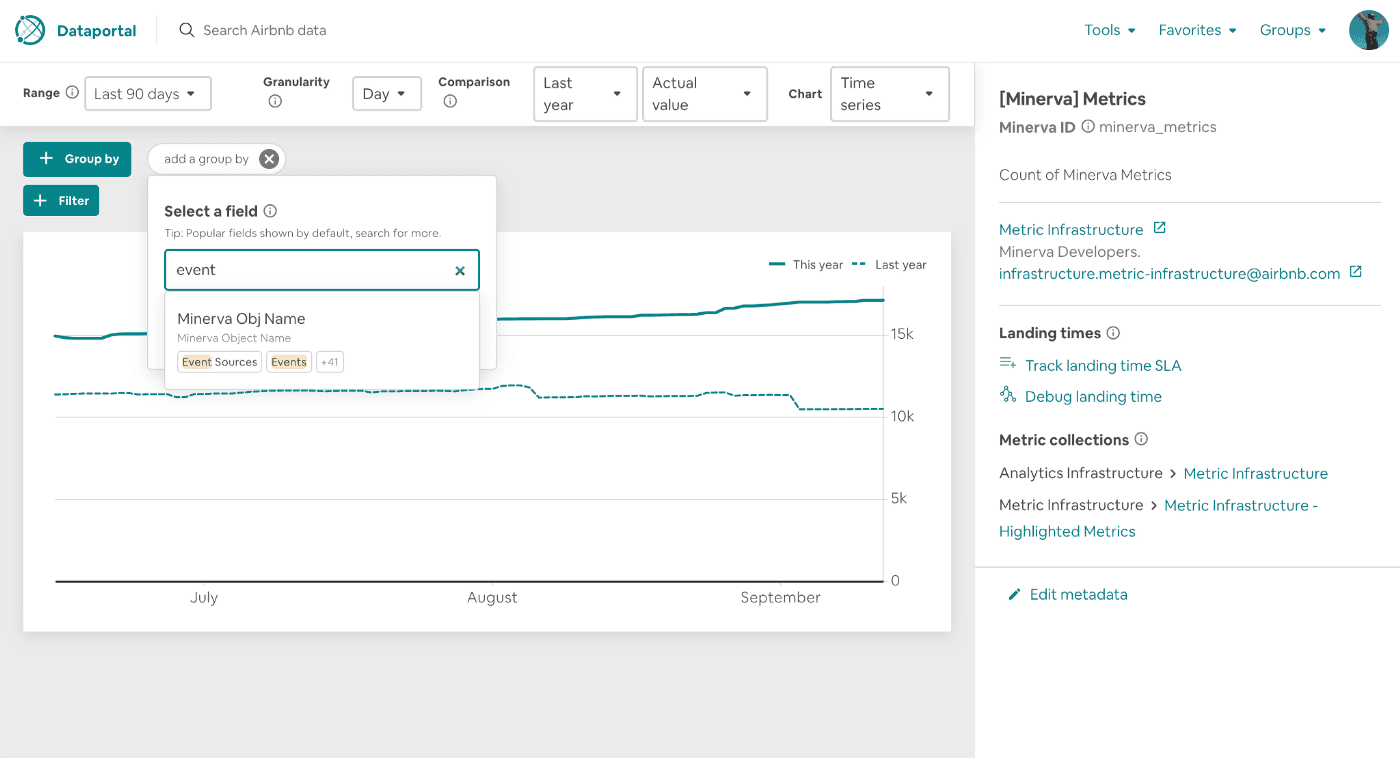 Dataportal
Search Airbnb data
Tools
Favorites
Groups
Range
Last 90 days
Granularity
Day
Comparison
Last
year
Actual
value
Chart
Time
series
+ Group by
add a group by
+ Filter
Select a field
Tip: Popular fields shown by default, search for more.
event
Minerva Obj Name
Minerva Object Name
Event Sources
Events
+41
This year
Last year
15k
10k
5k
0
July
August
September
[Minerva] Metrics
Minerva ID minerva_metrics
Count of Minerva Metrics
Metric Infrastructure
Minerva Developers.
infrastructure.metric-infrastructure@airbnb.com
Landing times
Track landing time SLA
Debug landing time
Metric collections
Analytics Infrastructure > Metric Infrastructure
Metric Infrastructure > Metric Infrastructure -
Highlighted Metrics
Edit metadata